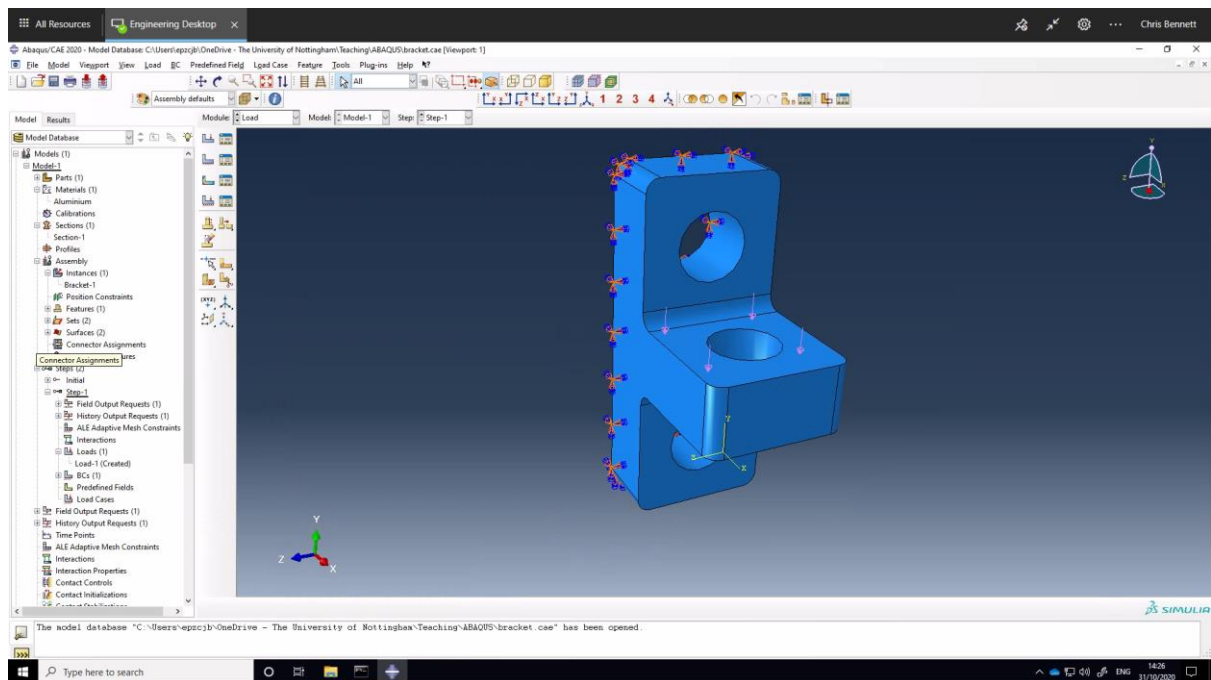 All Resources
Engineering Desktop
Chris Bennett
Abaqus/CAE 2020 - Model Database: C:\Users\epzcjb\OneDrive - The University of Nottingham\Teaching\ABAQUS\bracket.cae [Viewport: 1]
File Model Viewport View Load BC Predefined Field Load Case Feature Tools Plug-ins Help
All
Assembly defaults
1 2 3 4
Model Results
Module: Load Model: Model-1 Step: Step-1
Model Database
Models (1)
Model-1
Parts (1)
Materials (1)
Aluminium
Calibrations
Sections (1)
Section-1
Profiles
Assembly
Instances (1)
Bracket-1
Position Constraints
Features (1)
Sets (2)
Surfaces (2)
Connector Assignments
Connector Assignments
Steps (2)
Initial
Step-1
Field Output Requests (1)
History Output Requests (1)
ALE Adaptive Mesh Constraints
Interactions
Loads (1)
Load-1 (Created)
BCs (1)
Predefined Fields
Load Cases
Field Output Requests (1)
History Output Requests (1)
Time Points
ALE Adaptive Mesh Constraints
Interactions
Interaction Properties
Contact Controls
Contact Initializations
Y
Z
X
Y
Z
X
SIMULIA
The model database "C:\Users\epzcjb\OneDrive - The University of Nottingham\Teaching\ABAQUS\bracket.cae" has been opened.
Type here to search
ENG
14:26
31/10/2020